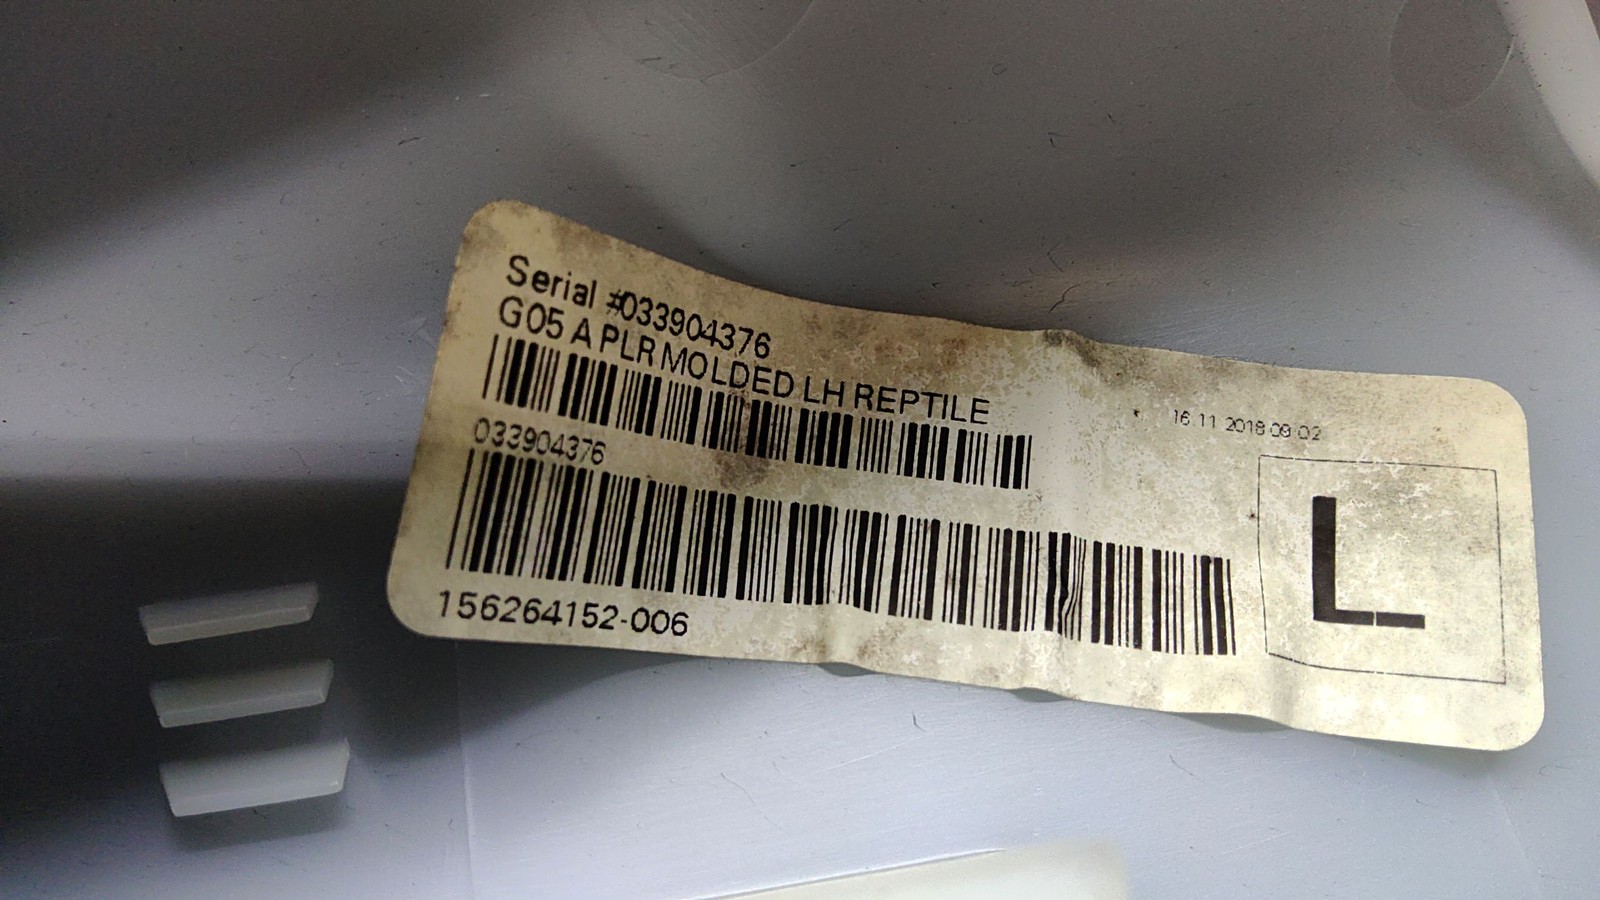 Serial #033904376
G05 A PLR MOLDED LH REPTILE
16 11 2018 09 02
033904376
L
156264152-006